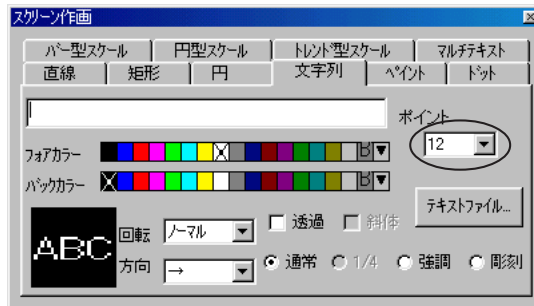 スクリーン作画
バー型スケール 円型スケール トレンド型スケール マルチテキスト
直線 矩形 円 文字列 ペイント ドット
ポイント
12
フォアカラー B
バックカラー B
テキストファイル...
ABC
回転 ノーマル 透過 斜体
方向 → 通常 1/4 強調 彫刻